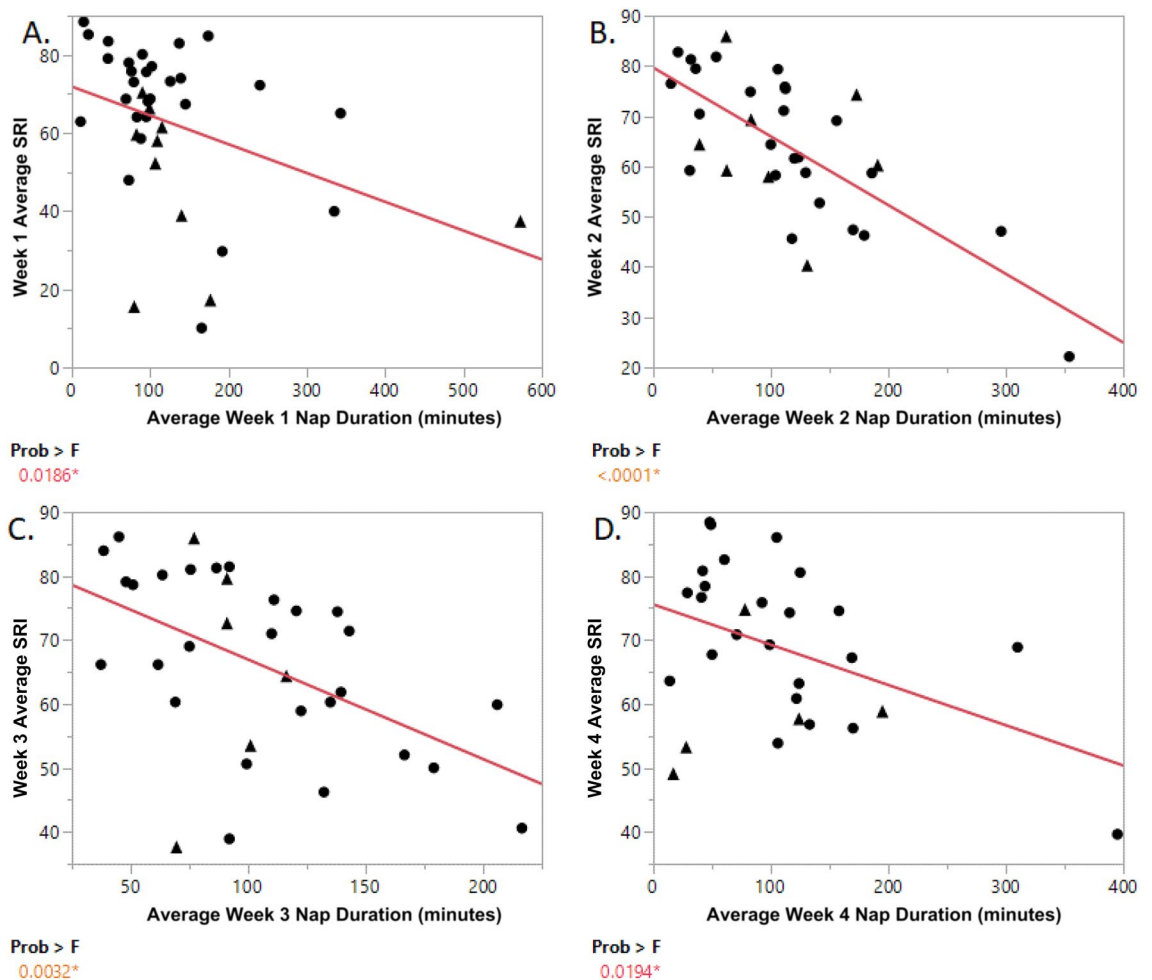 A.
80
60
40
20
0
Week 1 Average SRI
0 100 200 300 400 500 600
Average Week 1 Nap Duration (minutes)
Prob > F
0.0186*
B.
90
80
70
60
50
40
30
20
Week 2 Average SRI
0 100 200 300 400
Average Week 2 Nap Duration (minutes)
Prob > F
<.0001*
C.
90
80
70
60
50
40
Week 3 Average SRI
50 100 150 200
Average Week 3 Nap Duration (minutes)
Prob > F
0.0032*
D.
90
80
70
60
50
40
Week 4 Average SRI
0 100 200 300 400
Average Week 4 Nap Duration (minutes)
Prob > F
0.0194*